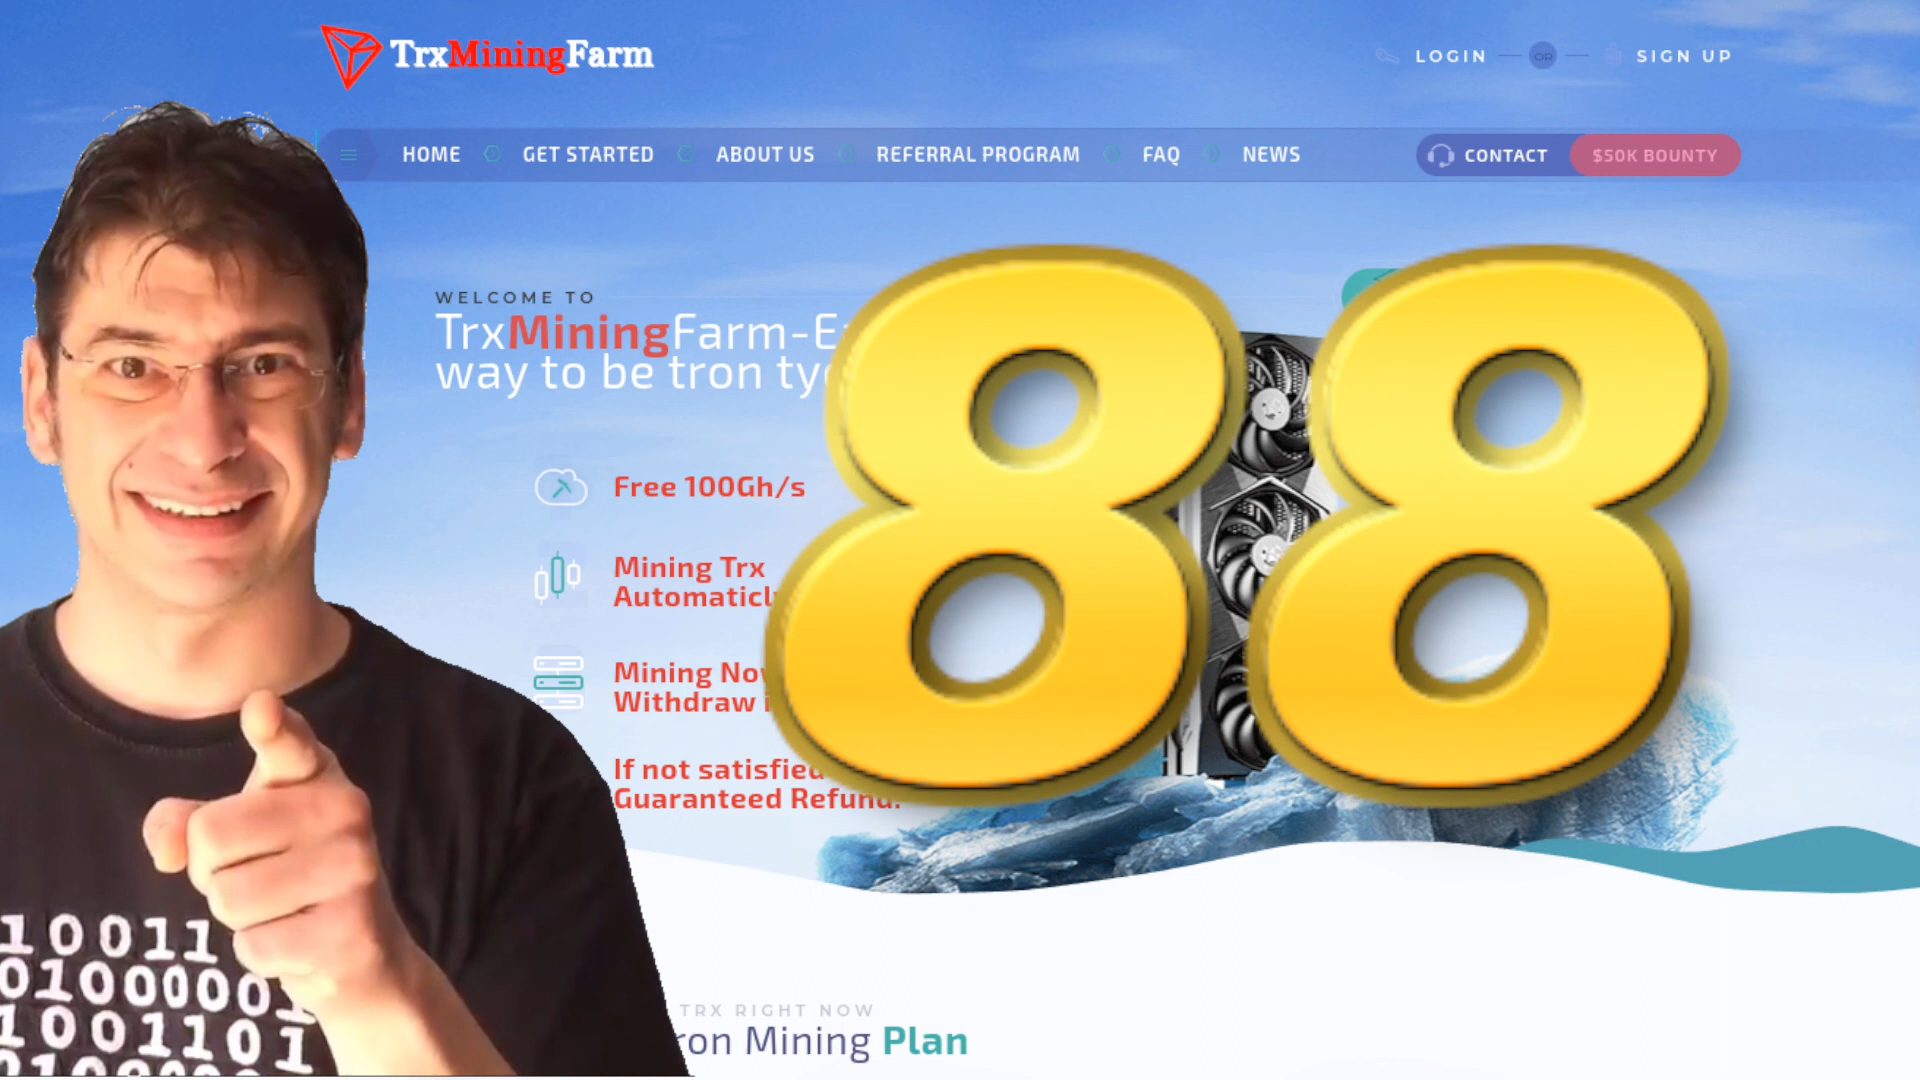 TrxMiningFarm
LOGIN OR SIGN UP
HOME GET STARTED ABOUT US REFERRAL PROGRAM FAQ NEWS CONTACT $50K BOUNTY
WELCOME TO
TrxMiningFarm-E
way to be tron ty
88
Free 100Gh/s
Mining Trx
Automaticl
Mining No
Withdraw
If not satisfied
Guaranteed Refund.
10011
0100000
1001101
TRX RIGHT NOW
ron Mining Plan